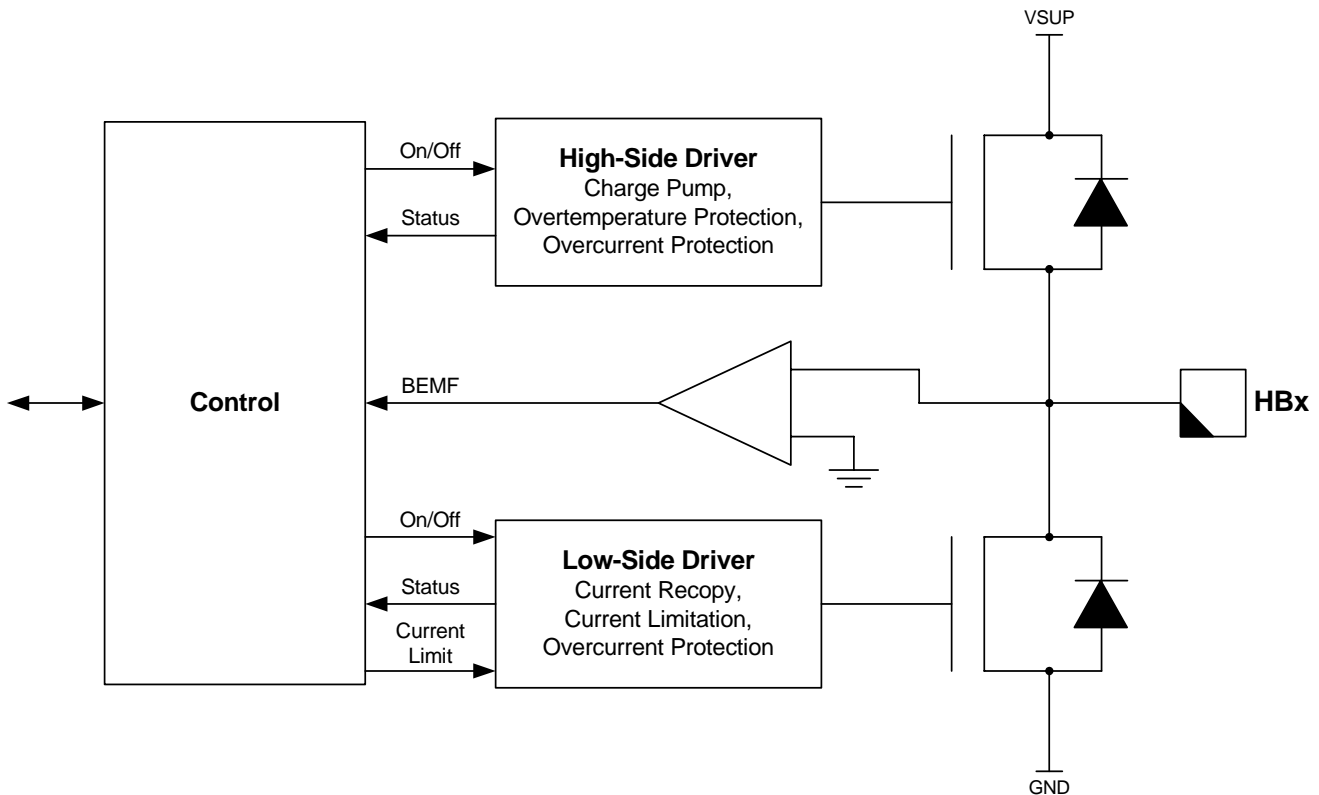 VSUP
On/Off
High-Side Driver
Charge Pump,
Overtemperature Protection,
Overcurrent Protection
Status
Control
BEMF
HBx
On/Off
Low-Side Driver
Current Recopy,
Current Limitation,
Overcurrent Protection
Status
Current
Limit
GND